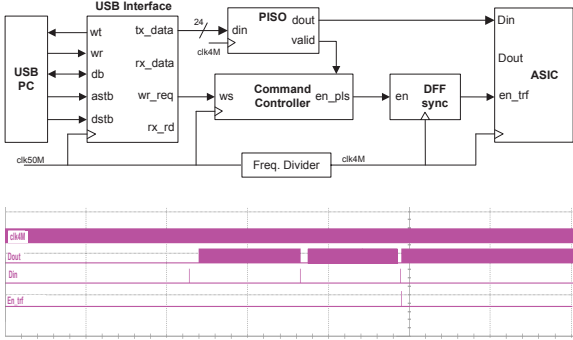 USB Interface
wt
tx_data
24
din
PISO
dout
Din
clk4M
valid
wr
rx_data
USB
PC
db
Dout
ASIC
Command
Controller
DFF
sync
astb
wr_req
ws
en_pls
en
en_trf
dstb
rx_rd
clk50M
Freq. Divider
clk4M
clk4M
Dout
Din
En_trf